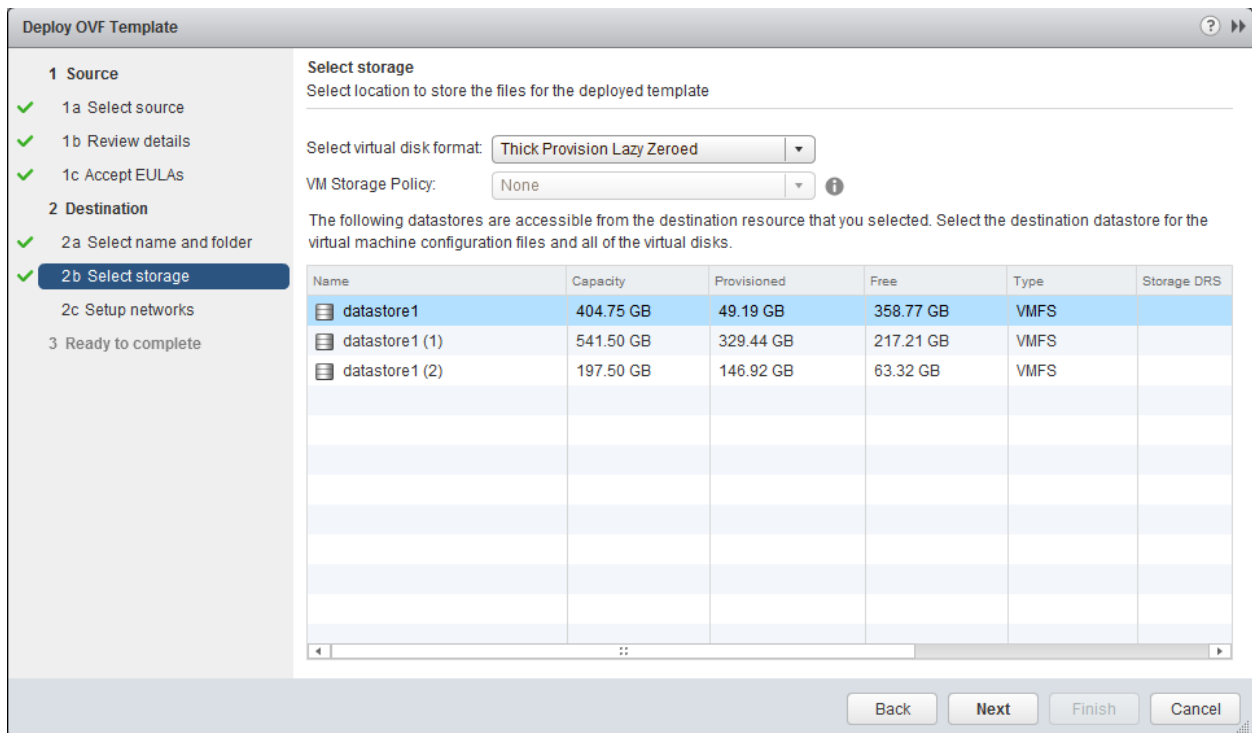 Deploy OVF Template
1 Source
1a Select source
1b Review details
1c Accept EULAs
2 Destination
2a Select name and folder
2b Select storage
2c Setup networks
3 Ready to complete
Select storage
Select location to store the files for the deployed template
Select virtual disk format: Thick Provision Lazy Zeroed
VM Storage Policy: None
The following datastores are accessible from the destination resource that you selected. Select the destination datastore for the
virtual machine configuration files and all of the virtual disks.
Name Capacity Provisioned Free Type Storage DRS
datastore1 404.75 GB 49.19 GB 358.77 GB VMFS
datastore1 (1) 541.50 GB 329.44 GB 217.21 GB VMFS
datastore1 (2) 197.50 GB 146.92 GB 63.32 GB VMFS
Back Next Finish Cancel